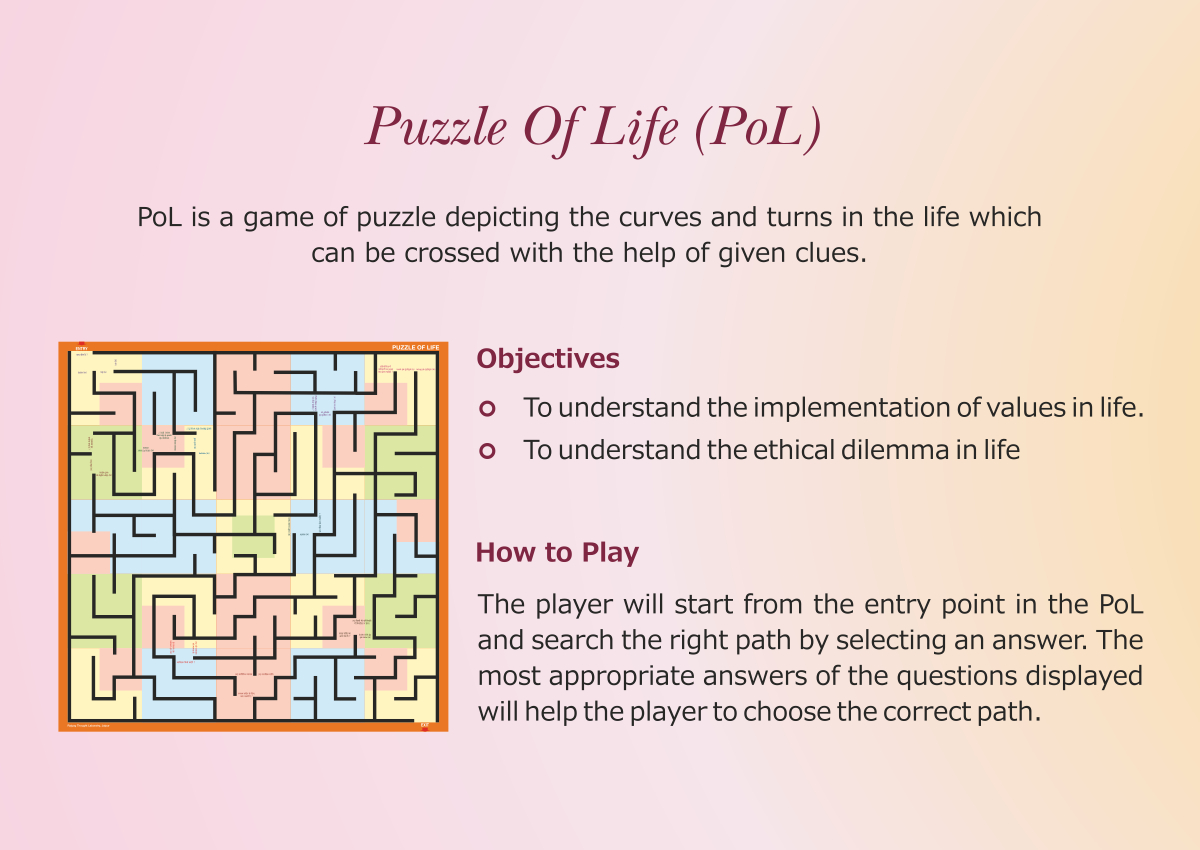 Puzzle Of Life (PoL)
PoL is a game of puzzle depicting the curves and turns in the life which
can be crossed with the help of given clues.
ENTRY
PUZZLE OF LIFE
EXIT
Objectives
To understand the implementation of values in life.
To understand the ethical dilemma in life
How to Play
The player will start from the entry point in the PoL
and search the right path by selecting an answer. The
most appropriate answers of the questions displayed
will help the player to choose the correct path.